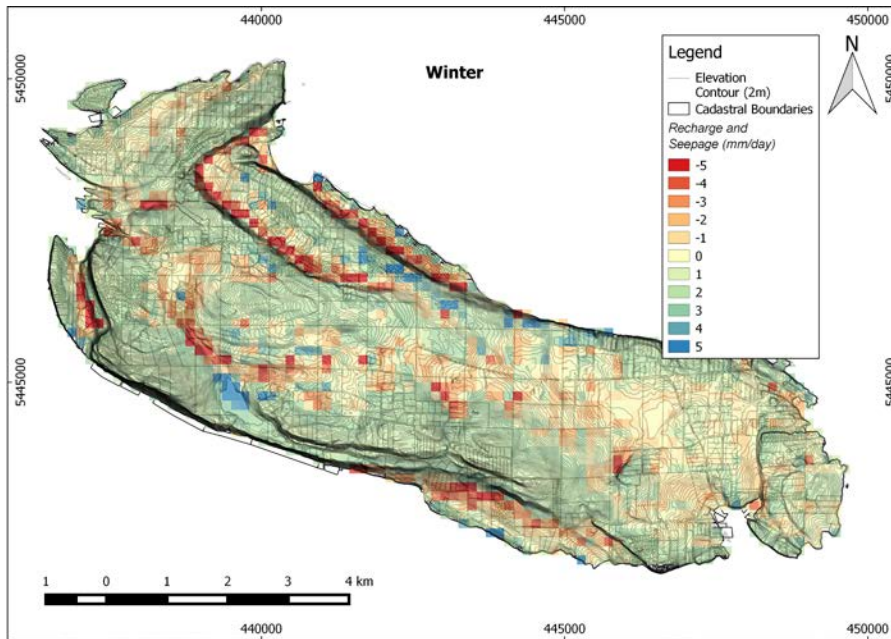 440000 445000 450000
5450000
5450000
Winter
Legend
N
Elevation
Contour (2m)
Cadastral Boundaries
Recharge and
Seepage (mm/day)
-5
-4
-3
-2
-1
0
1
2
3
4
5
5445000
5445000
1 0 1 2 3 4 km
440000 445000 450000